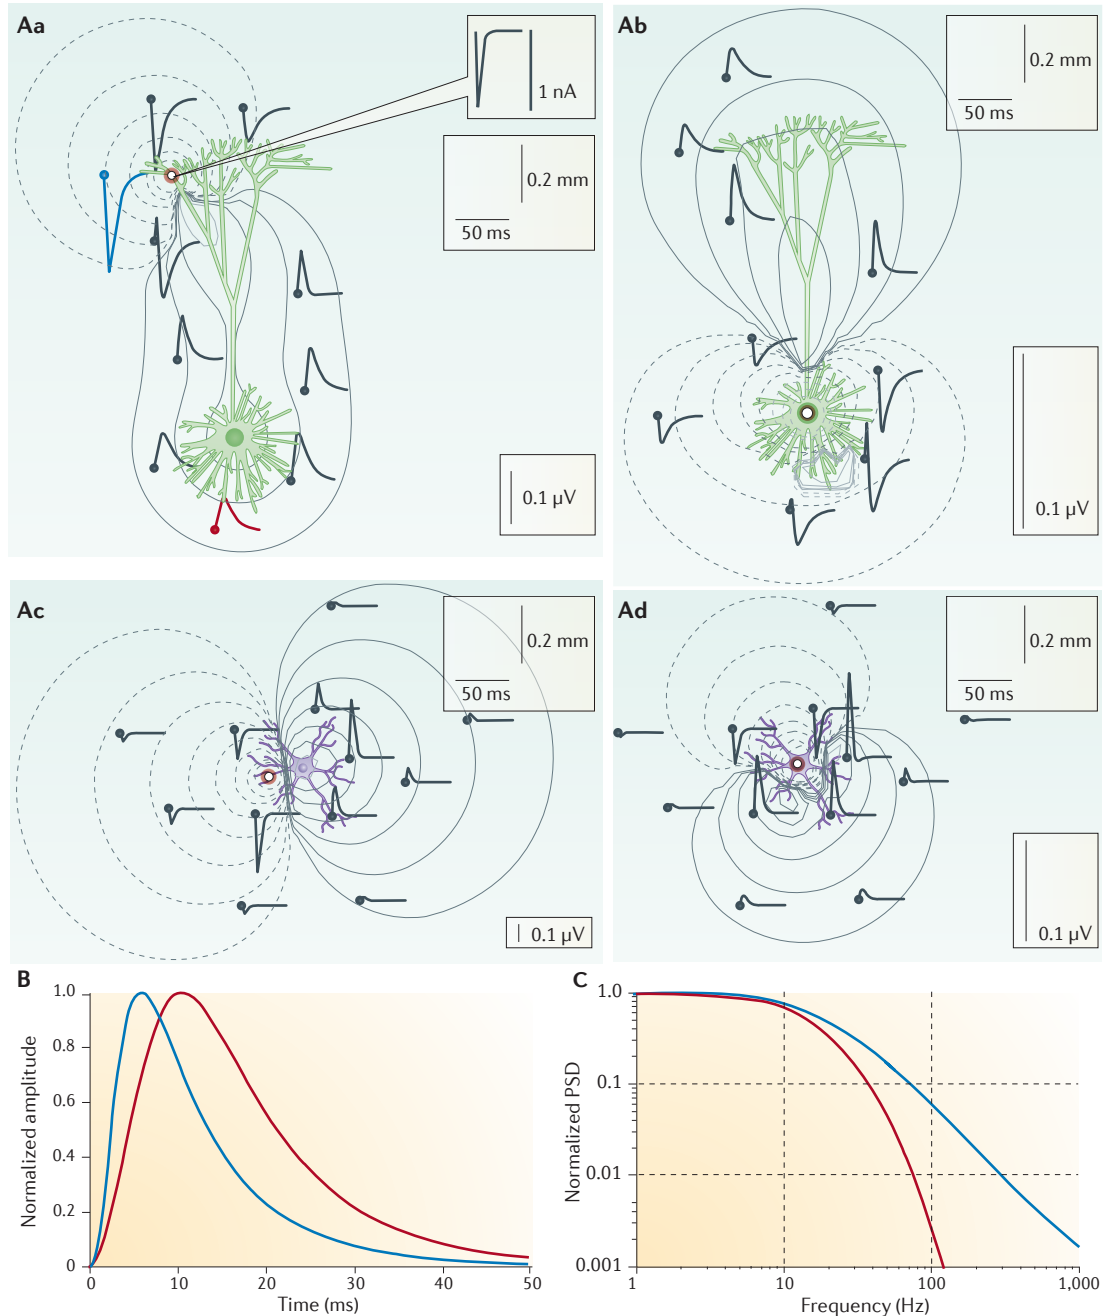 Aa
1 nA
0.2 mm
50 ms
0.1 µV
Ab
0.2 mm
50 ms
0.1 µV
Ac
0.2 mm
50 ms
0.1 µV
Ad
0.2 mm
50 ms
0.1 µV
B
1.0
0.8
0.6
0.4
0.2
0
Normalized amplitude
0 10 20 30 40 50
Time (ms)
C
1.0
0.1
0.01
0.001
Normalized PSD
1 10 100 1,000
Frequency (Hz)